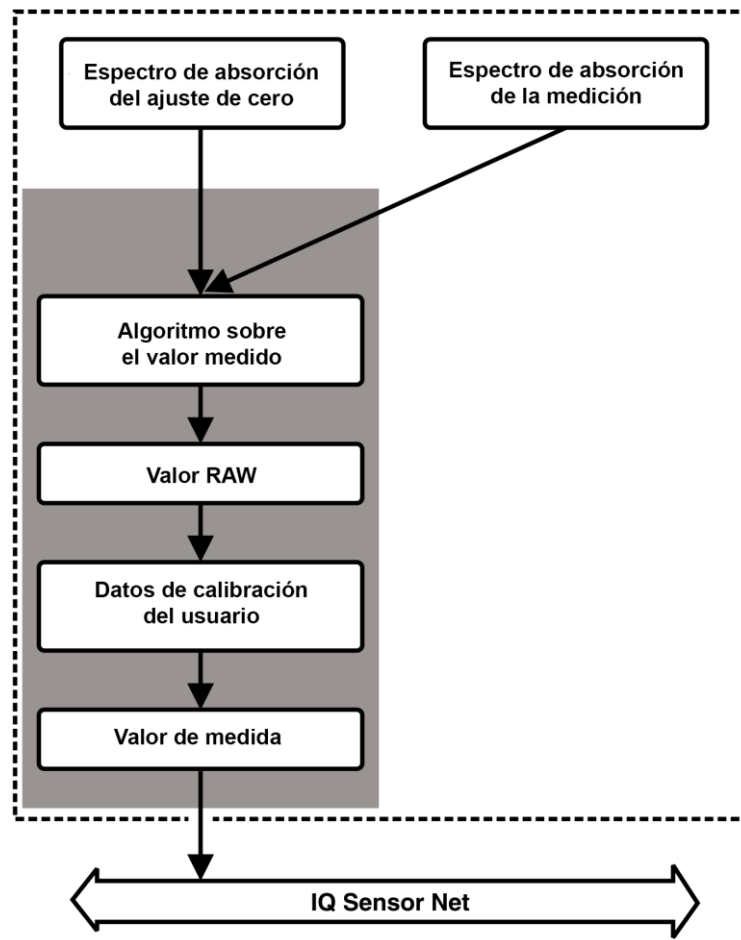 Espectro de absorción
del ajuste de cero
Espectro de absorción
de la medición
Algoritmo sobre
el valor medido
Valor RAW
Datos de calibración
del usuario
Valor de medida
IQ Sensor Net